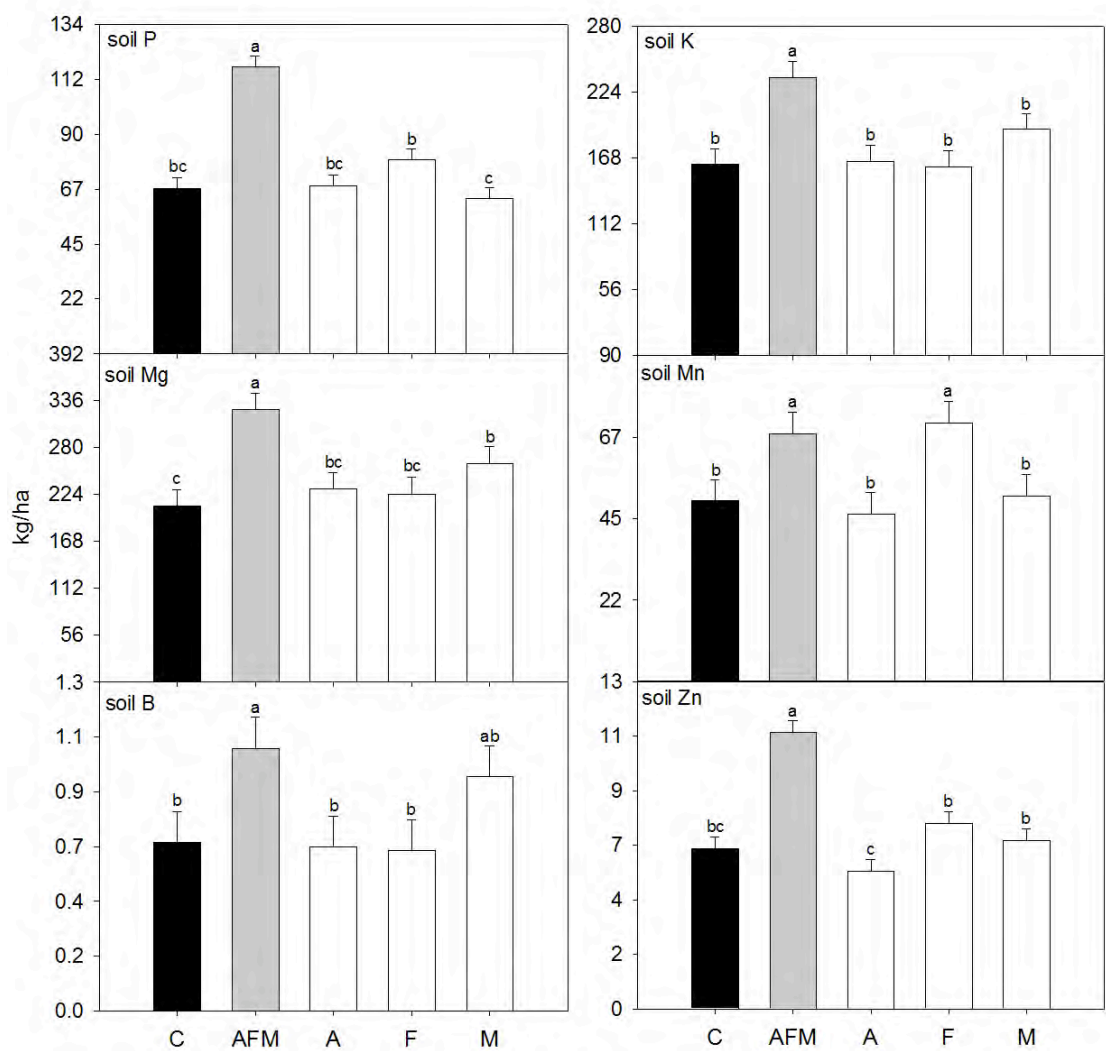 soil P
134
112
90
67
45
22
392
bc
a
bc
b
c
soil K
280
224
168
112
56
90
b
a
b
b
b
soil Mg
336
280
224
168
112
56
1.3
c
a
bc
bc
b
kg/ha
soil Mn
67
45
22
13
b
a
b
a
b
soil B
1.1
0.9
0.7
0.4
0.2
0.0
b
a
b
b
ab
C AFM A F M
soil Zn
11
9
7
4
2
0
bc
a
c
b
b
C AFM A F M